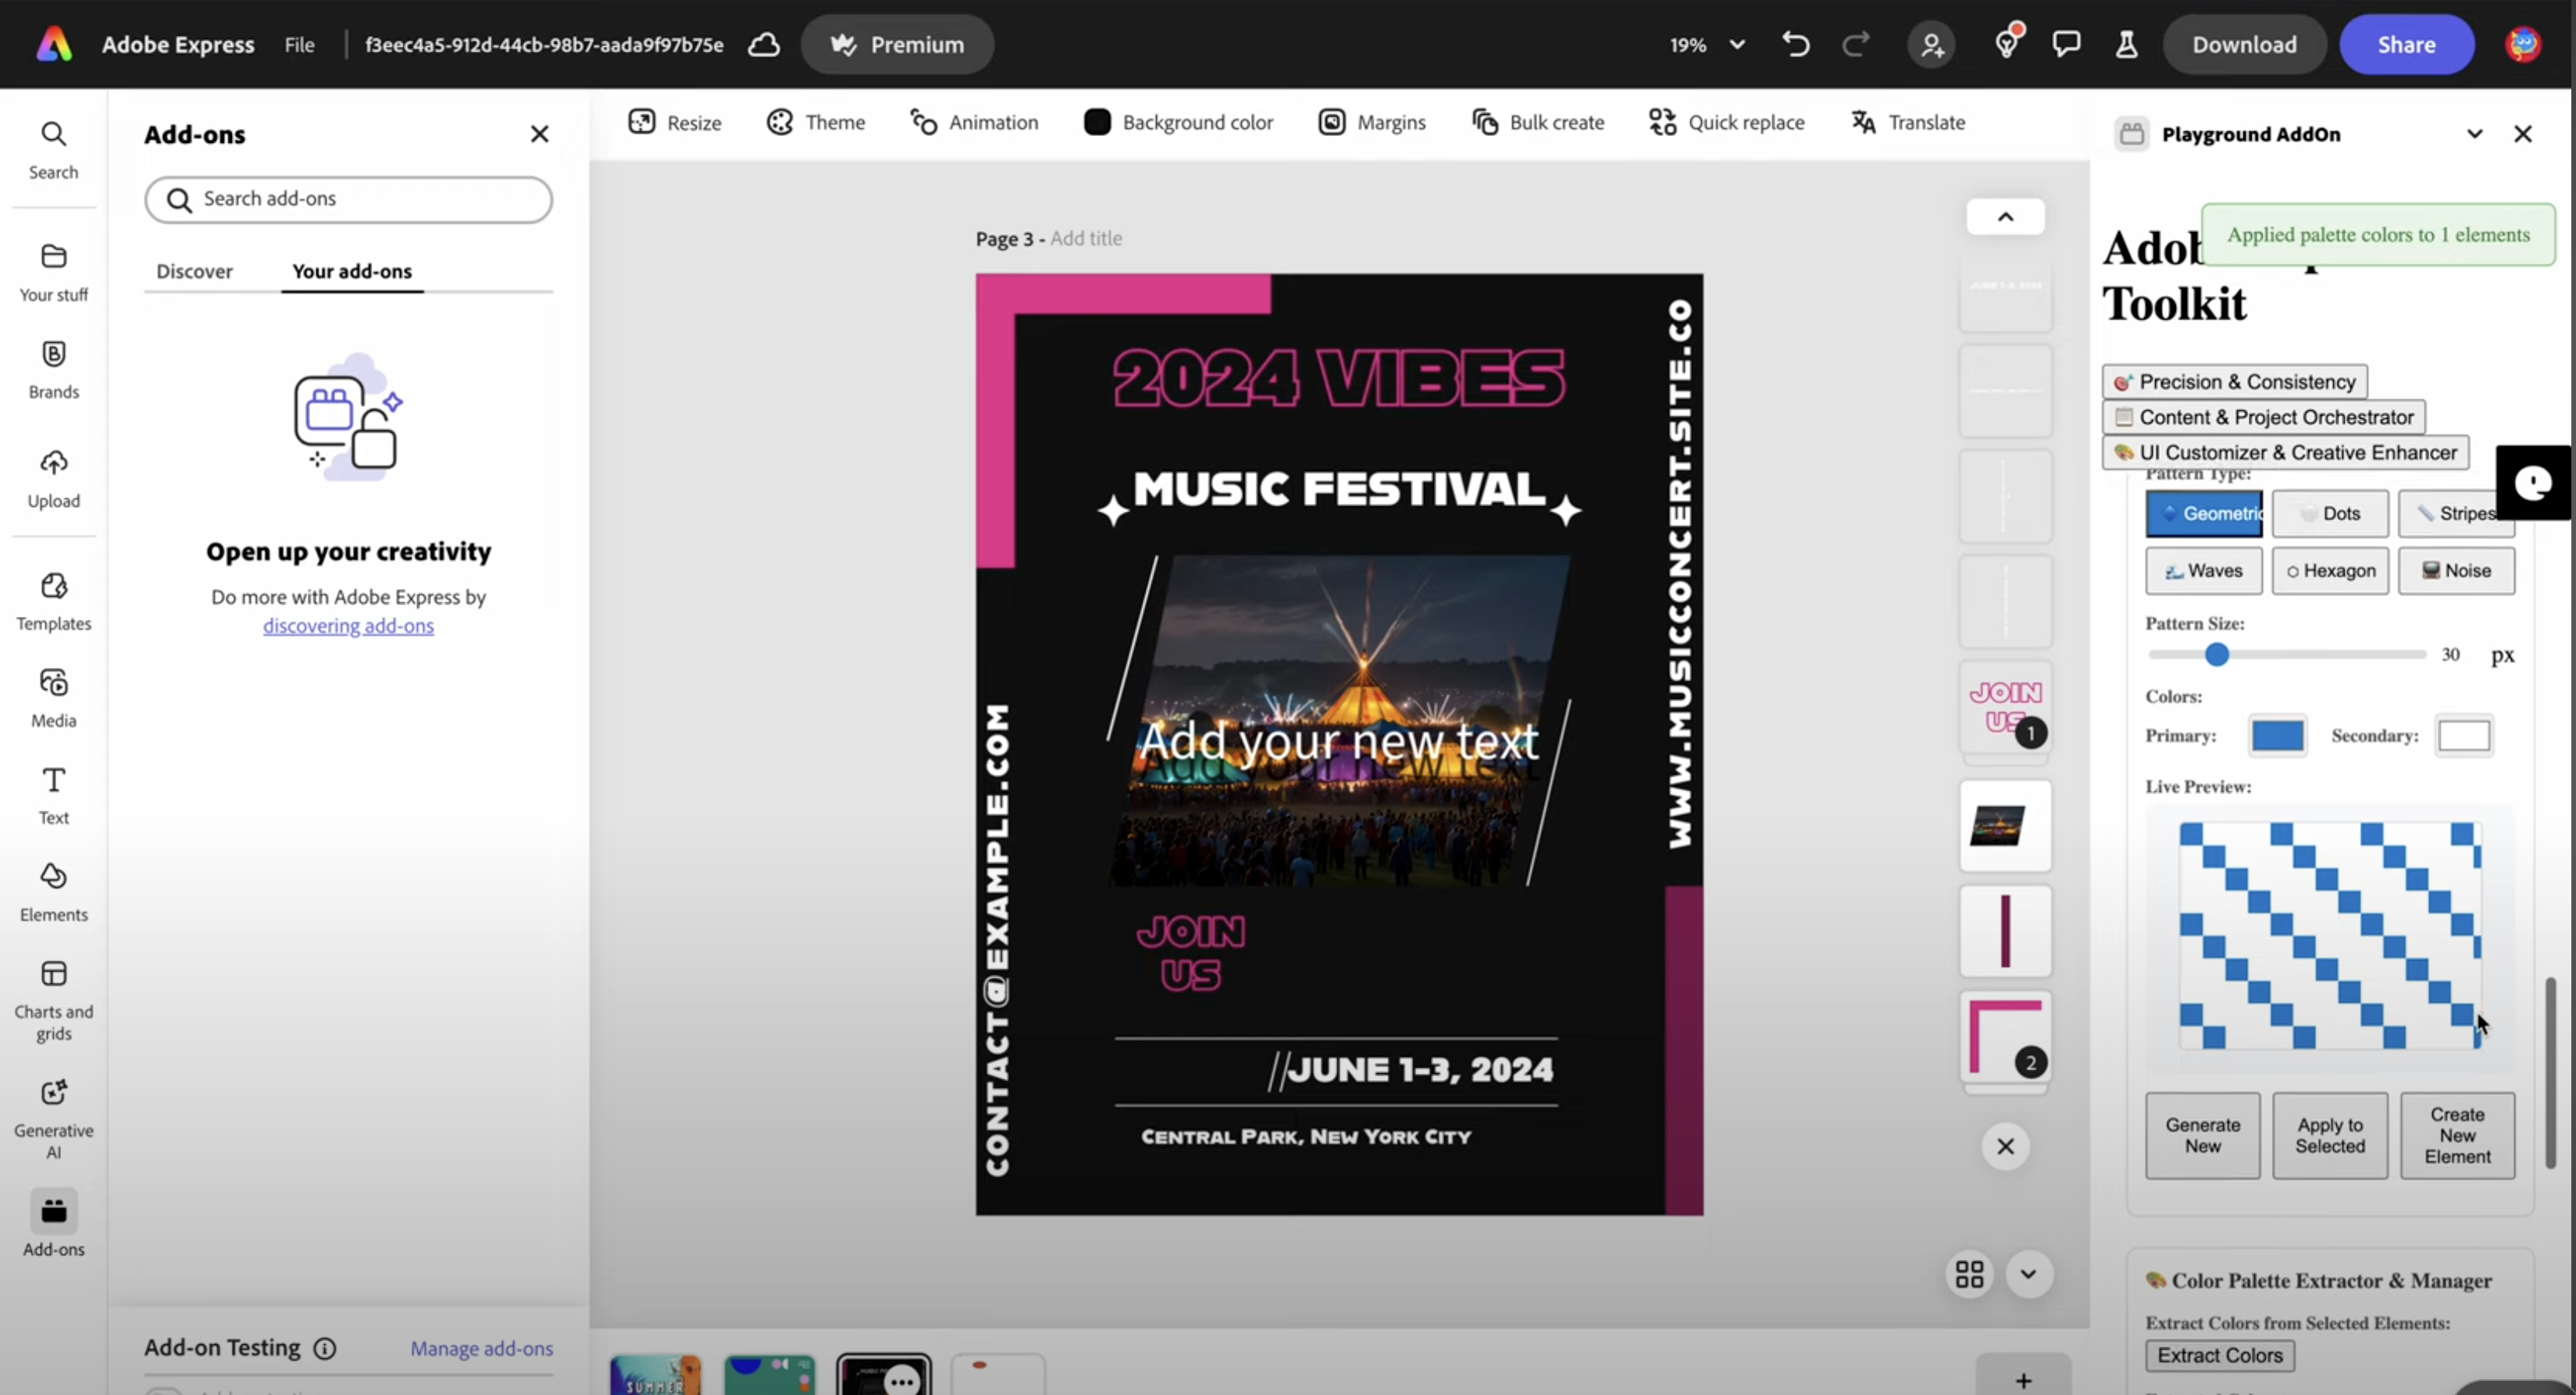 Adobe Express
File
f3eec4a5-912d-44cb-98b7-aada9f97b75e
Premium
19%
Download
Share
Search
Your stuff
Brands
Upload
Templates
Media
Text
Elements
Charts and
grids
Generative
AI
Add-ons
Add-ons
Search add-ons
Discover
Your add-ons
Open up your creativity
Do more with Adobe Express by
discovering add-ons
Add-on Testing
Manage add-ons
Resize
Theme
Animation
Background color
Margins
Bulk create
Quick replace
Translate
Page 3 - Add title
2024 VIBES
MUSIC FESTIVAL
Add your new text
Add your new text
JOIN
US
//JUNE 1-3, 2024
CENTRAL PARK, NEW YORK CITY
CONTACT@EXAMPLE.COM
WWW.MUSICCONCERT.SITE.CO
JOIN
US
1
2
SUMMER
Playground AddOn
Applied palette colors to 1 elements
Toolkit
🎯 Precision & Consistency
📋 Content & Project Orchestrator
🎨 UI Customizer & Creative Enhancer
Pattern Type:
Geometric
Dots
Stripes
Waves
Hexagon
Noise
Pattern Size:
30 px
Colors:
Primary:
Secondary:
Live Preview:
Generate
New
Apply to
Selected
Create
New
Element
🎨 Color Palette Extractor & Manager
Extract Colors from Selected Elements:
Extract Colors